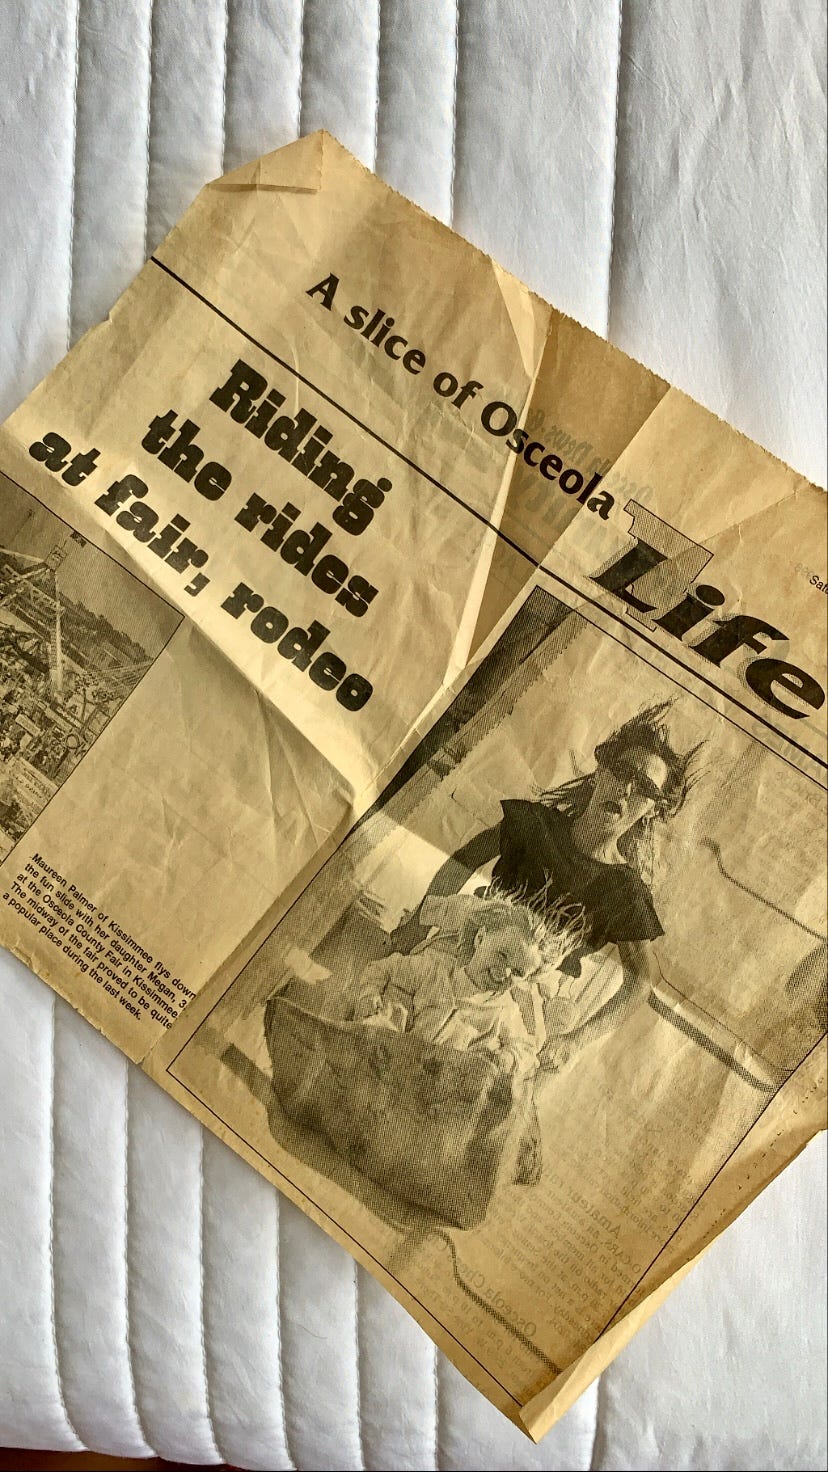 A slice of Osceola
Life
Riding
the rides
at fair, rodeo
Maureen Palmer of Kissimmee flys down
the fun slide with her daughter Megan, 3,
at the Osceola County Fair in Kissimmee.
The midway of the fair proved to be quite
a popular place during the last week.